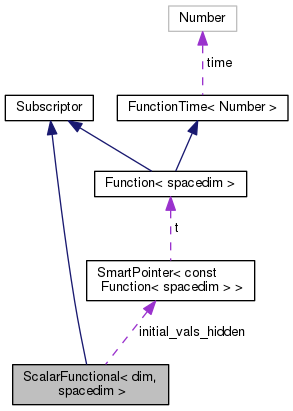 Number
time
Subscriptor
FunctionTime< Number >
Function< spacedim >
t
SmartPointer< const
Function< spacedim > >
initial_vals_hidden
ScalarFunctional< dim,
spacedim >